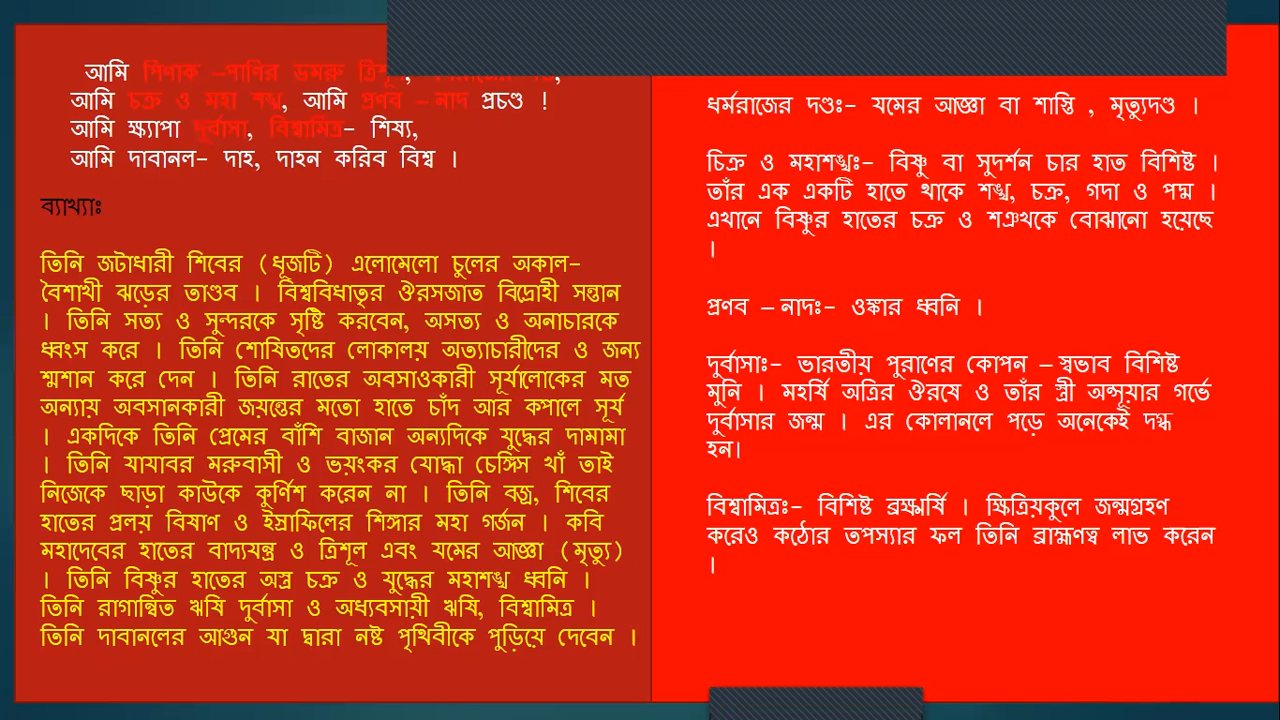 আমি পিণাক –পাণির ডমরু ত্রিশূল,
আমি চক্র ও মহা শঙ্খ, আমি প্রণব – নাদ প্রচণ্ড !
আমি ক্ষ্যাপা দুর্বাসা, বিশ্বামিত্র- শিষ্য,
আমি দাবানল- দাহ, দাহন করিব বিশ্ব ।
ব্যাখ্যাঃ
তিনি জটাধারী শিবের (ধূর্জটি) এলোমেলো চুলের অকাল-
বৈশাখী ঝড়ের তাণ্ডব । বিশ্ববিধাতৃর ঔরসজাত বিদ্রোহী সন্তান
। তিনি সত্য ও সুন্দরকে সৃষ্টি করবেন, অসত্য ও অনাচারকে
ধ্বংস করে । তিনি শোষিতদের লোকালয় অত্যাচারীদের ও জন্য
শ্মশান করে দেন । তিনি রাতের অবসাওকারী সূর্যালোকের মত
অন্যায় অবসানকারী জয়ন্তের মতো হাতে চাঁদ আর কপালে সূর্য
। একদিকে তিনি প্রেমের বাঁশি বাজান অন্যদিকে যুদ্ধের দামামা
। তিনি যাযাবর মরুবাসী ও ভয়ংকর যোদ্ধা চেঙ্গিস খাঁ তাই
নিজেকে ছাড়া কাউকে কুর্ণিশ করেন না । তিনি বজ্র, শিবের
হাতের প্রলয় বিষাণ ও ইস্রাফিলের শিঙ্গার মহা গর্জন । কবি
মহাদেবের হাতের বাদ্যযন্ত্র ও ত্রিশূল এবং যমের আজ্ঞা (মৃত্যু)
। তিনি বিষ্ণুর হাতের অস্ত্র চক্র ও যুদ্ধের মহাশঙ্খ ধ্বনি ।
তিনি রাগান্বিত ঋষি দুর্বাসা ও অধ্যবসায়ী ঋষি, বিশ্বামিত্র ।
তিনি দাবানলের আগুন যা দ্বারা নষ্ট পৃথিবীকে পুড়িয়ে দেবেন ।
ধর্মরাজের দণ্ডঃ- যমের আজ্ঞা বা শাস্তি , মৃত্যুদণ্ড ।
চিক্র ও মহাশঙ্খঃ- বিষ্ণু বা সুদর্শন চার হাত বিশিষ্ট ।
তাঁর এক একটি হাতে থাকে শঙ্খ, চক্র, গদা ও পদ্ম ।
এখানে বিষ্ণুর হাতের চক্র ও শঞখকে বোঝানো হয়েছে
।
প্রণব – নাদঃ- ওঙ্কার ধ্বনি ।
দুর্বাসাঃ- ভারতীয় পুরাণের কোপন – স্বভাব বিশিষ্ট
মুনি । মহর্ষি অত্রির ঔরষে ও তাঁর স্ত্রী অন্সূয়ার গর্ভে
দুর্বাসার জন্ম । এর কোলানলে পড়ে অনেকেই দগ্ধ
হন।
বিশ্বামিত্রঃ- বিশিষ্ট ব্রহ্মর্ষি । ক্ষিত্রিয়কুলে জন্মগ্রহণ
করেও কঠোর তপস্যার ফল তিনি ব্রাহ্মণত্ব লাভ করেন
।